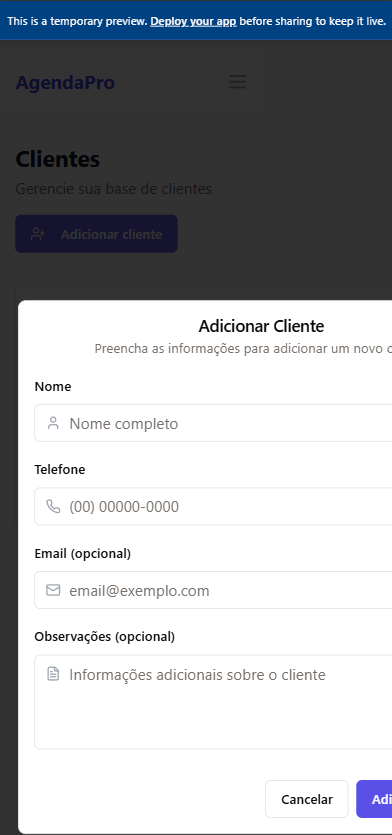 This is a temporary preview. Deploy your app before sharing to keep it live.
AgendaPro
Clientes
Gerencie sua base de clientes
Adicionar cliente
Adicionar Cliente
Preencha as informações para adicionar um novo c
Nome
Nome completo
Telefone
(00) 00000-0000
Email (opcional)
email@exemplo.com
Observações (opcional)
Informações adicionais sobre o cliente
Cancelar
Adi